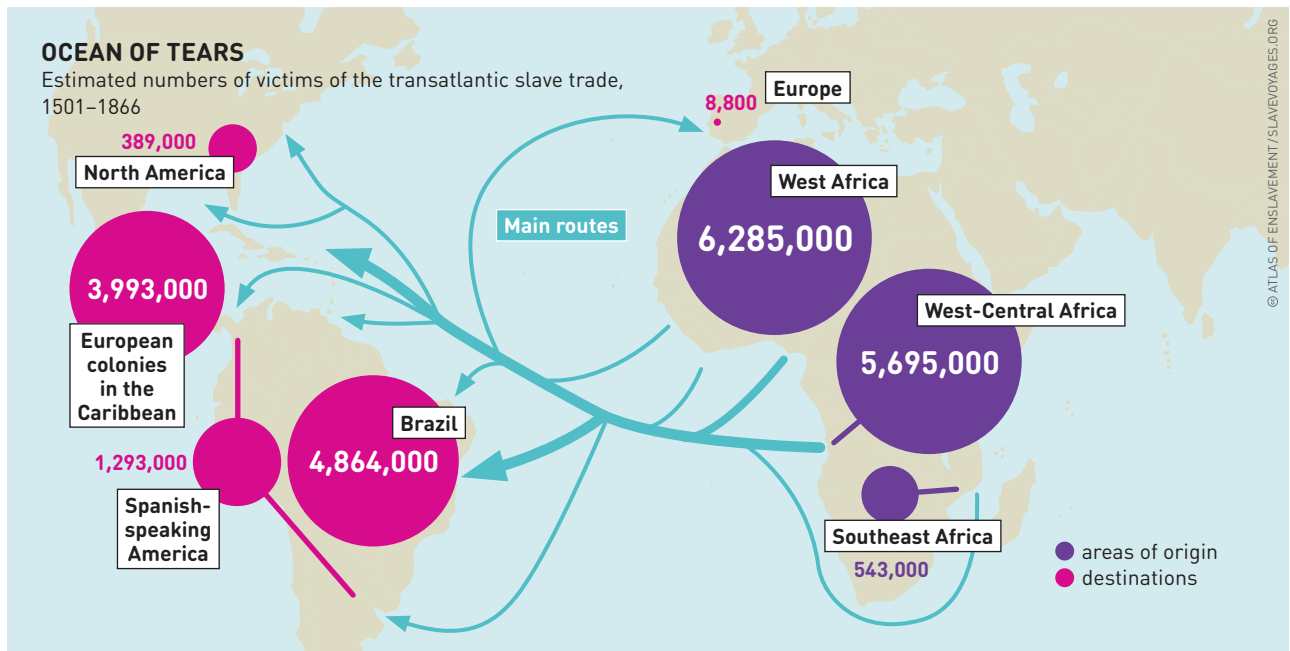 OCEAN OF TEARS
Estimated numbers of victims of the transatlantic slave trade,
1501–1866
389,000
North America
3,993,000
European
colonies
in the
Caribbean
1,293,000
Spanish-
speaking
America
Brazil
4,864,000
Main routes
8,800
Europe
West Africa
6,285,000
West-Central Africa
5,695,000
Southeast Africa
543,000
areas of origin
destinations
© ATLAS OF ENSLAVEMENT / SLAVEVOYAGES.ORG